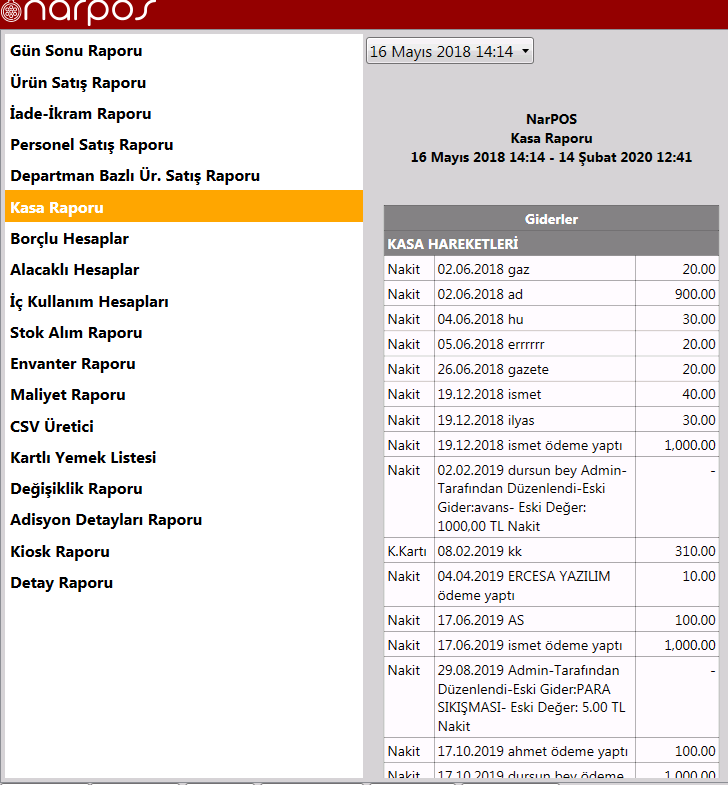 narpos
Gün Sonu Raporu
Ürün Satış Raporu
İade-İkram Raporu
Personel Satış Raporu
Departman Bazlı Ür. Satış Raporu
Kasa Raporu
Borçlu Hesaplar
Alacaklı Hesaplar
İç Kullanım Hesapları
Stok Alım Raporu
Envanter Raporu
Maliyet Raporu
CSV Üretici
Kartlı Yemek Listesi
Değişiklik Raporu
Adisyon Detayları Raporu
Kiosk Raporu
Detay Raporu
16 Mayıs 2018 14:14
NarPOS
Kasa Raporu
16 Mayıs 2018 14:14 - 14 Şubat 2020 12:41
Giderler
KASA HAREKETLERİ
Nakit 02.06.2018 gaz 20.00
Nakit 02.06.2018 ad 900.00
Nakit 04.06.2018 hu 30.00
Nakit 05.06.2018 errrrrr 20.00
Nakit 26.06.2018 gazete 20.00
Nakit 19.12.2018 ismet 40.00
Nakit 19.12.2018 ilyas 30.00
Nakit 19.12.2018 ismet ödeme yaptı 1,000.00
Nakit 02.02.2019 dursun bey Admin- -
Tarafından Düzenlendi-Eski
Gider:avans- Eski Değer:
1000,00 TL Nakit
K.Kartı 08.02.2019 kk 310.00
Nakit 04.04.2019 ERCESA YAZILIM 10.00
ödeme yaptı
Nakit 17.06.2019 AS 100.00
Nakit 17.06.2019 ismet ödeme yaptı 1,000.00
Nakit 29.08.2019 Admin-Tarafından -
Düzenlendi-Eski Gider:PARA
SIKIŞMASI- Eski Değer: 5.00 TL
Nakit
Nakit 17.10.2019 ahmet ödeme yaptı 100.00
Nakit 17.10.2019 dursun bey ödeme 1,000.00